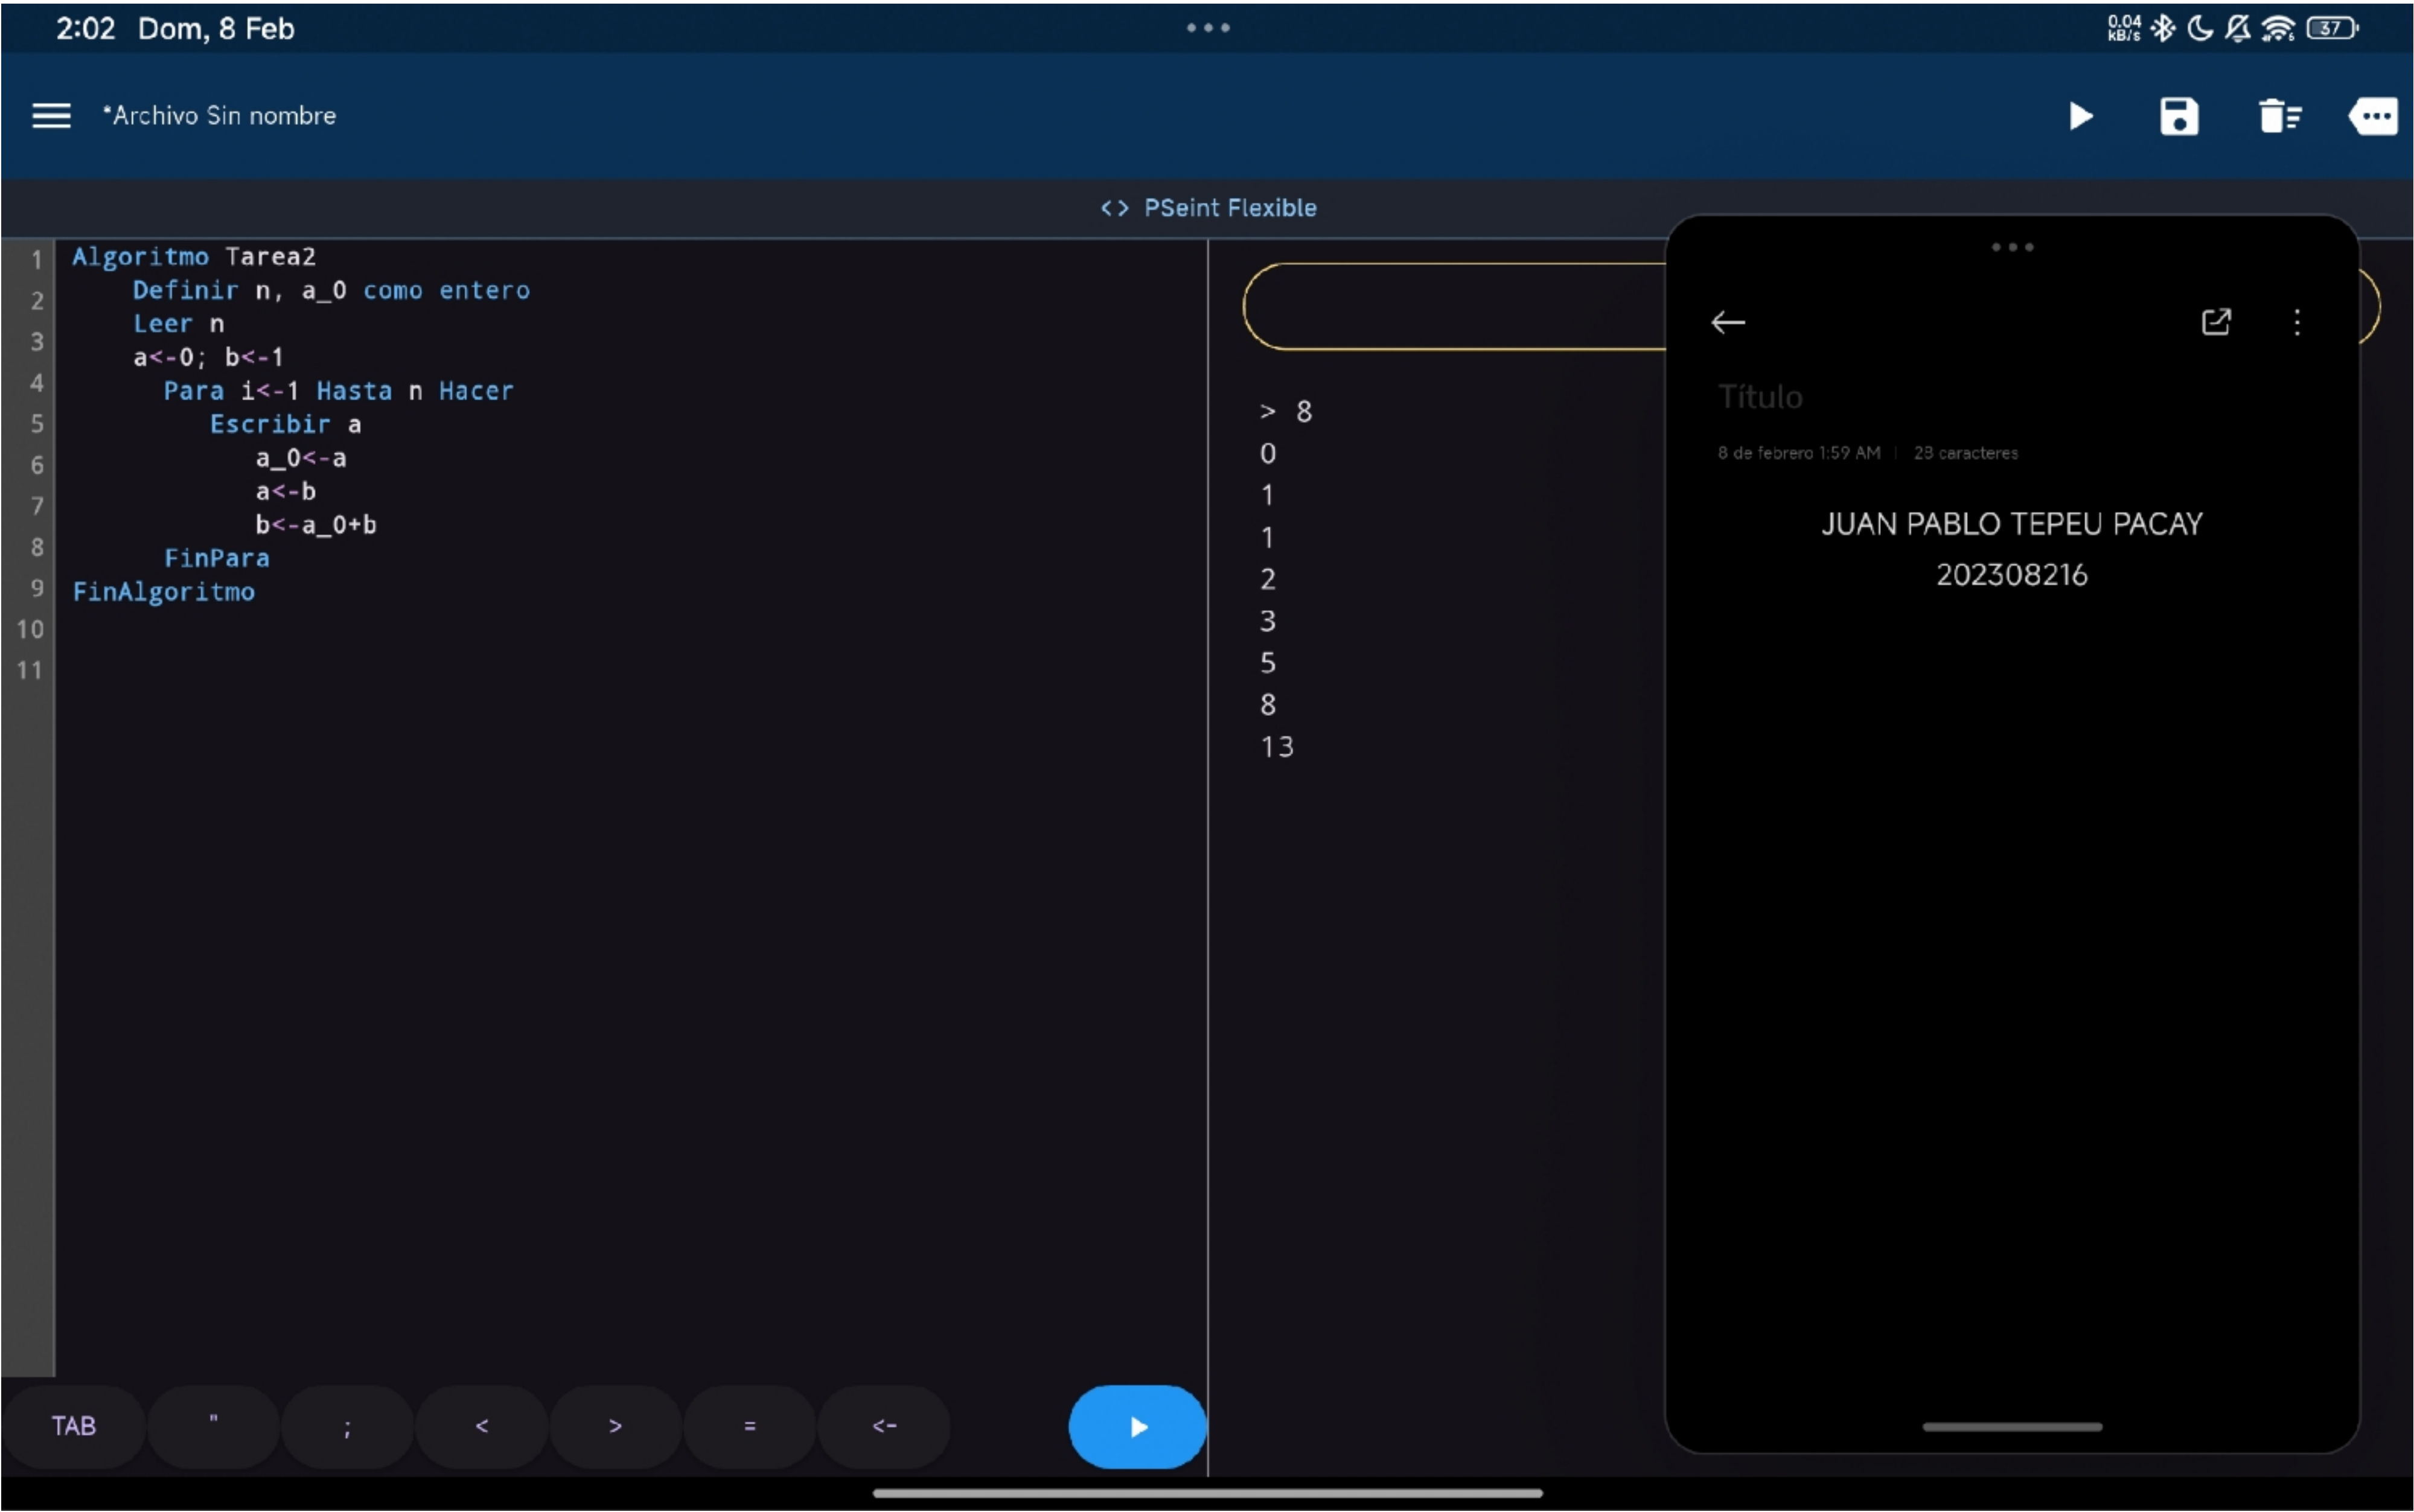 2:02 Dom, 8 Feb
0.04 kB/s
37
*Archivo Sin nombre
<> PSeint Flexible
1
2
3
4
5
6
7
8
9
10
11
Algoritmo Tarea2
Definir n, a_0 como entero
Leer n
a<-0; b<-1
Para i<-1 Hasta n Hacer
Escribir a
a_0<-a
a<-b
b<-a_0+b
FinPara
FinAlgoritmo
> 8
0
1
1
2
3
5
8
13
Título
8 de febrero 1:59 AM | 28 caracteres
JUAN PABLO TEPEU PACAY
202308216
TAB " ; < > = <-